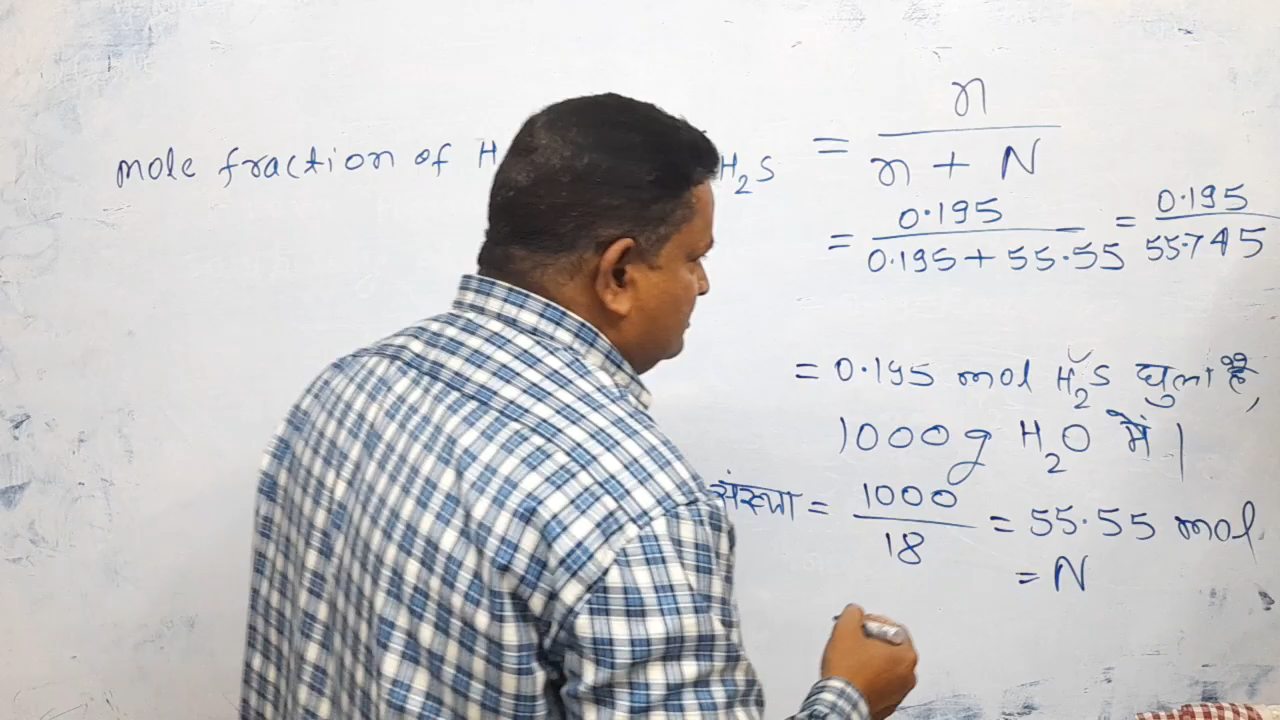 mole fraction of H H₂S = n / n + N
= 0.195 / 0.195 + 55.55 = 0.195 / 55.745
= 0.195 mol H₂S घुला है,
1000 g H₂O में।
संख्या = 1000 / 18 = 55.55 mol
= N